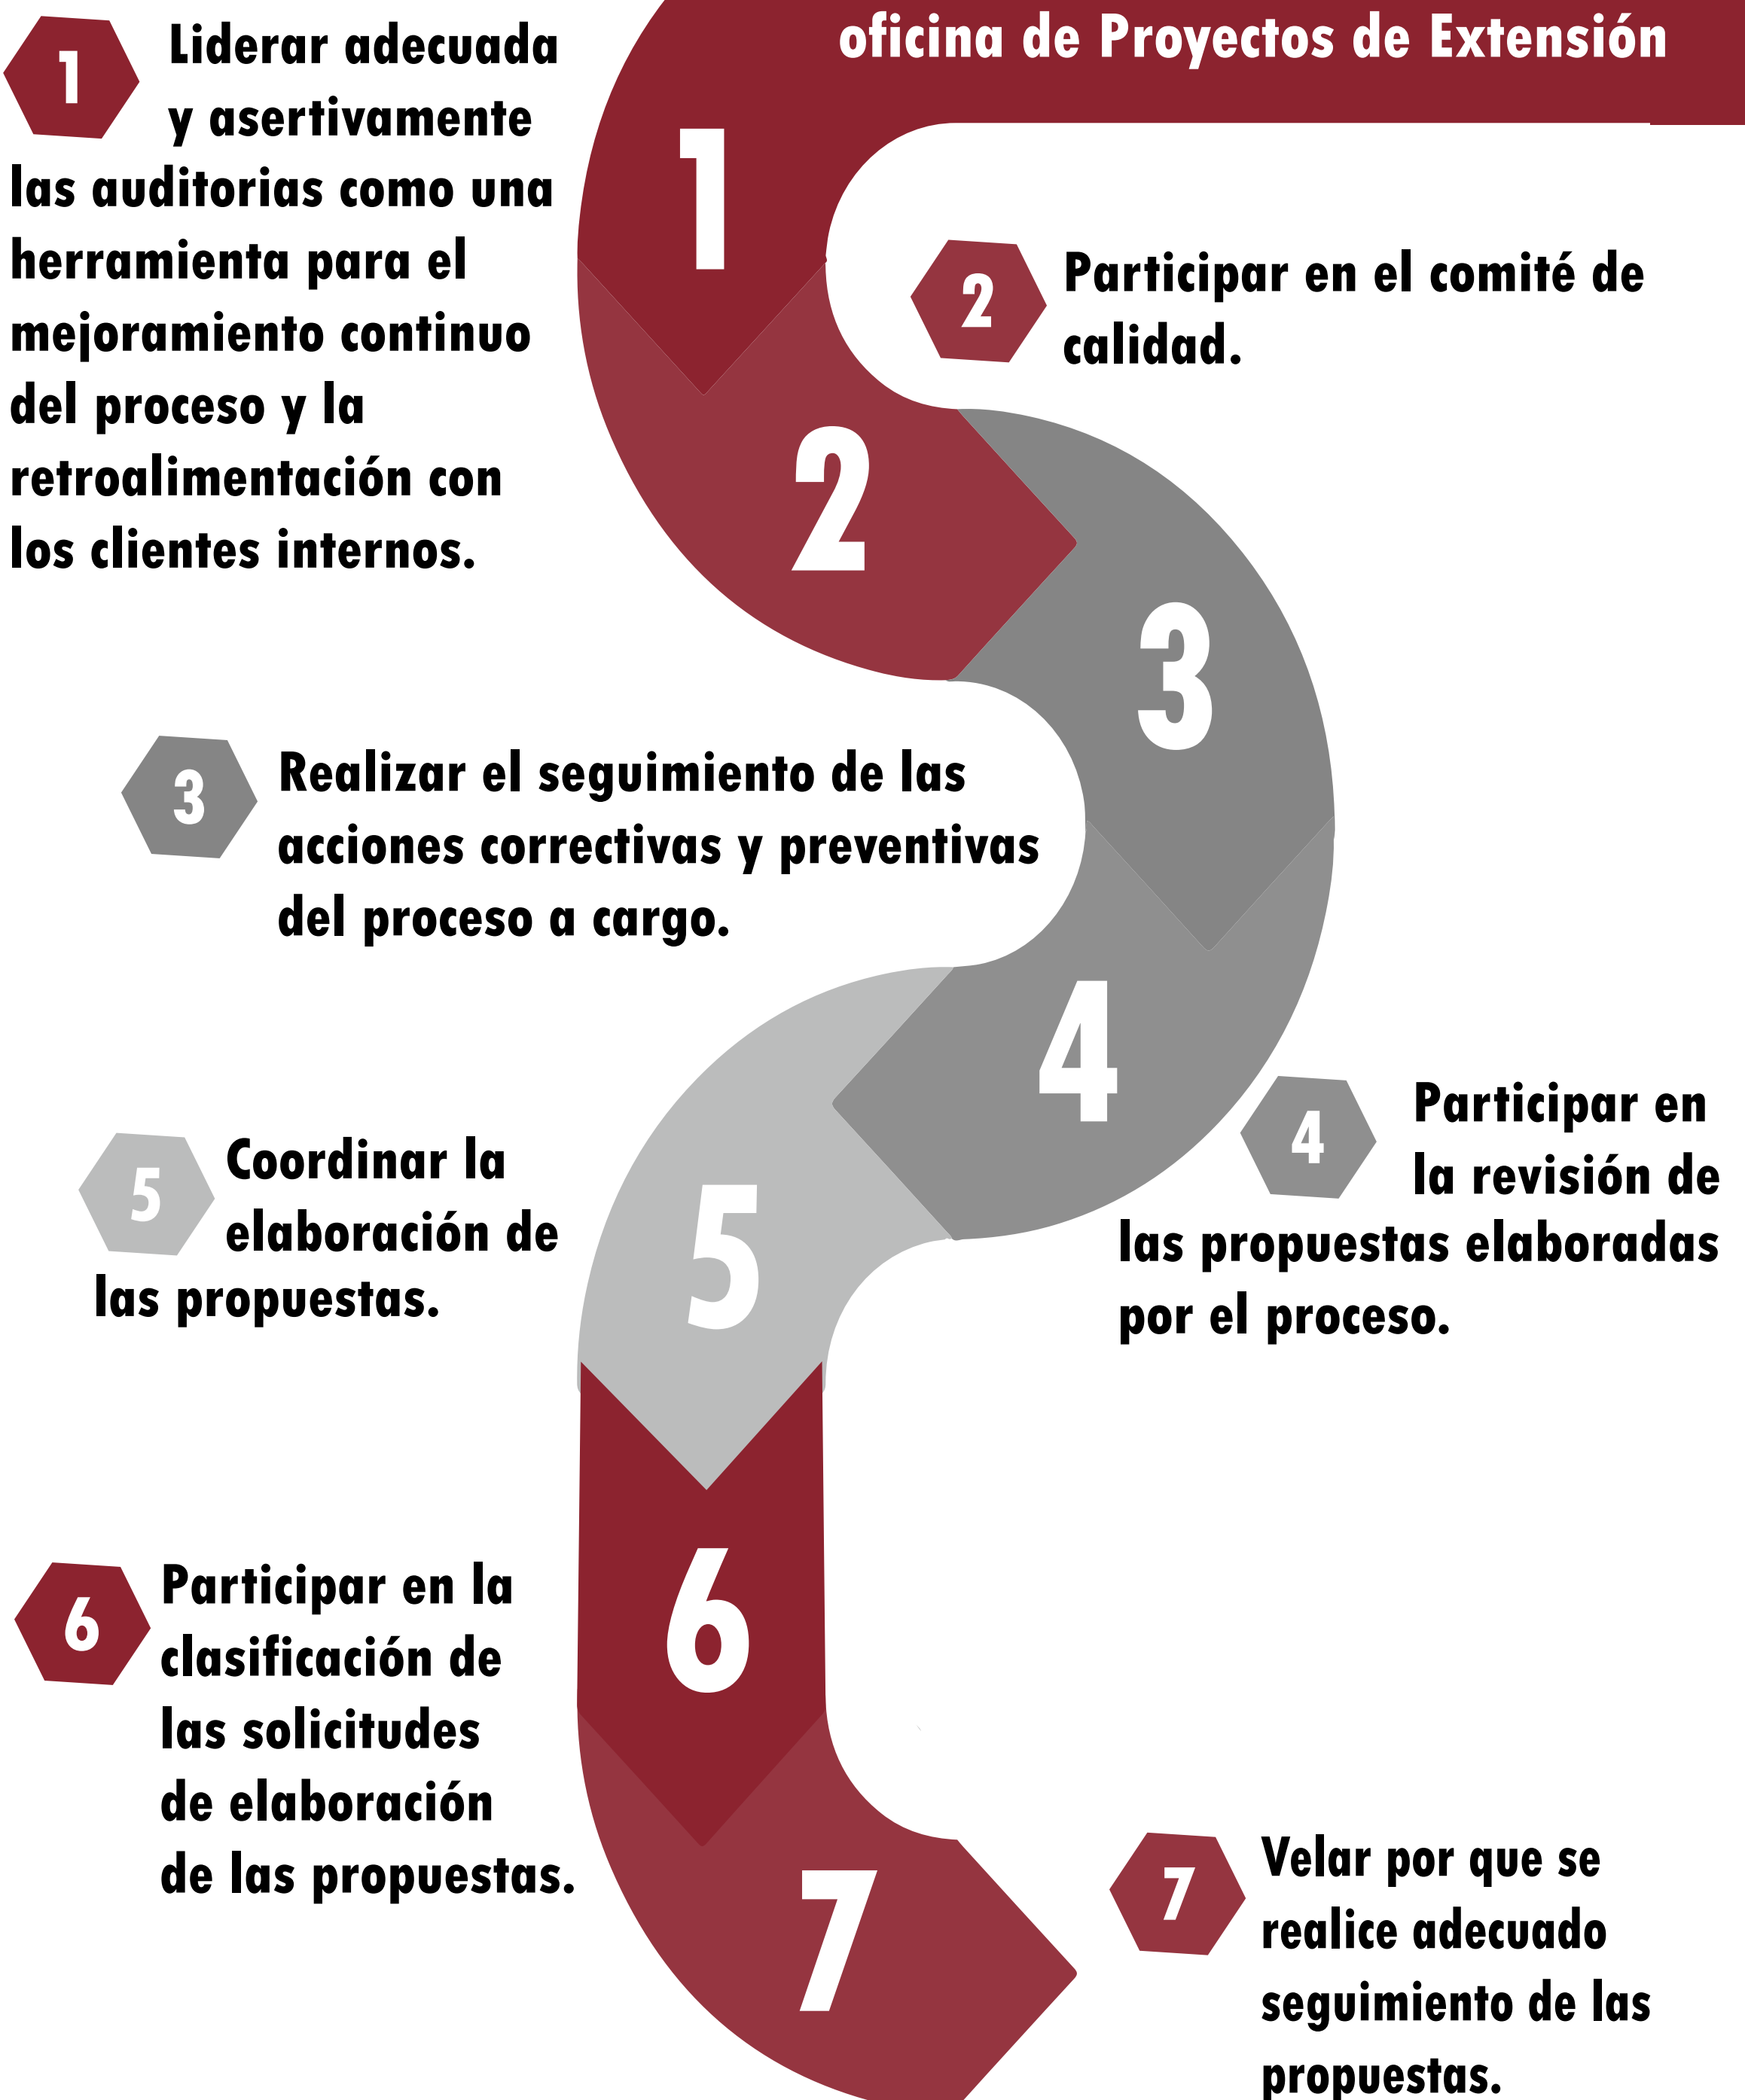 oficina de Proyectos de Extensión
1
Liderar adecuada
y asertivamente
las auditorias como una
herramienta para el
mejoramiento continuo
del proceso y la
retroalimentación con
los clientes internos.
1
2
Participar en el comité de
calidad.
2
3
3
Realizar el seguimiento de las
acciones correctivas y preventivas
del proceso a cargo.
4
4
Participar en
la revisión de
las propuestas elaboradas
por el proceso.
5
Coordinar la
elaboración de
las propuestas.
5
6
Participar en la
clasificación de
las solicitudes
de elaboración
de las propuestas.
6
7
7
Velar por que se
realice adecuado
seguimiento de las
propuestas.